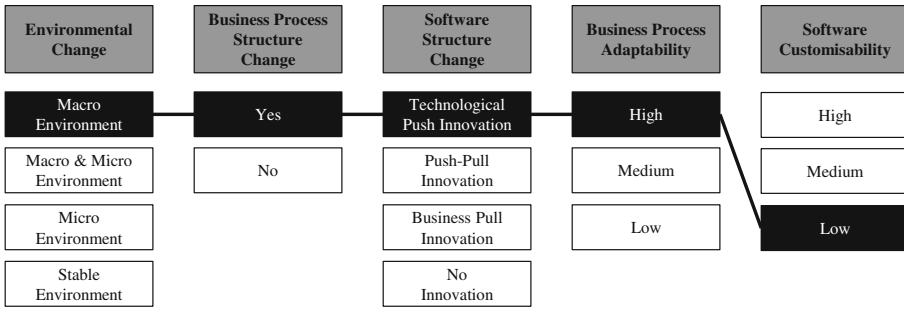 Environmental
Change
Business Process
Structure
Change
Software
Structure
Change
Business Process
Adaptability
Software
Customisability
Macro
Environment
Yes
Technological
Push Innovation
High
High
Macro & Micro
Environment
No
Push-Pull
Innovation
Medium
Medium
Micro
Environment
Business Pull
Innovation
Low
Low
Stable
Environment
No
Innovation